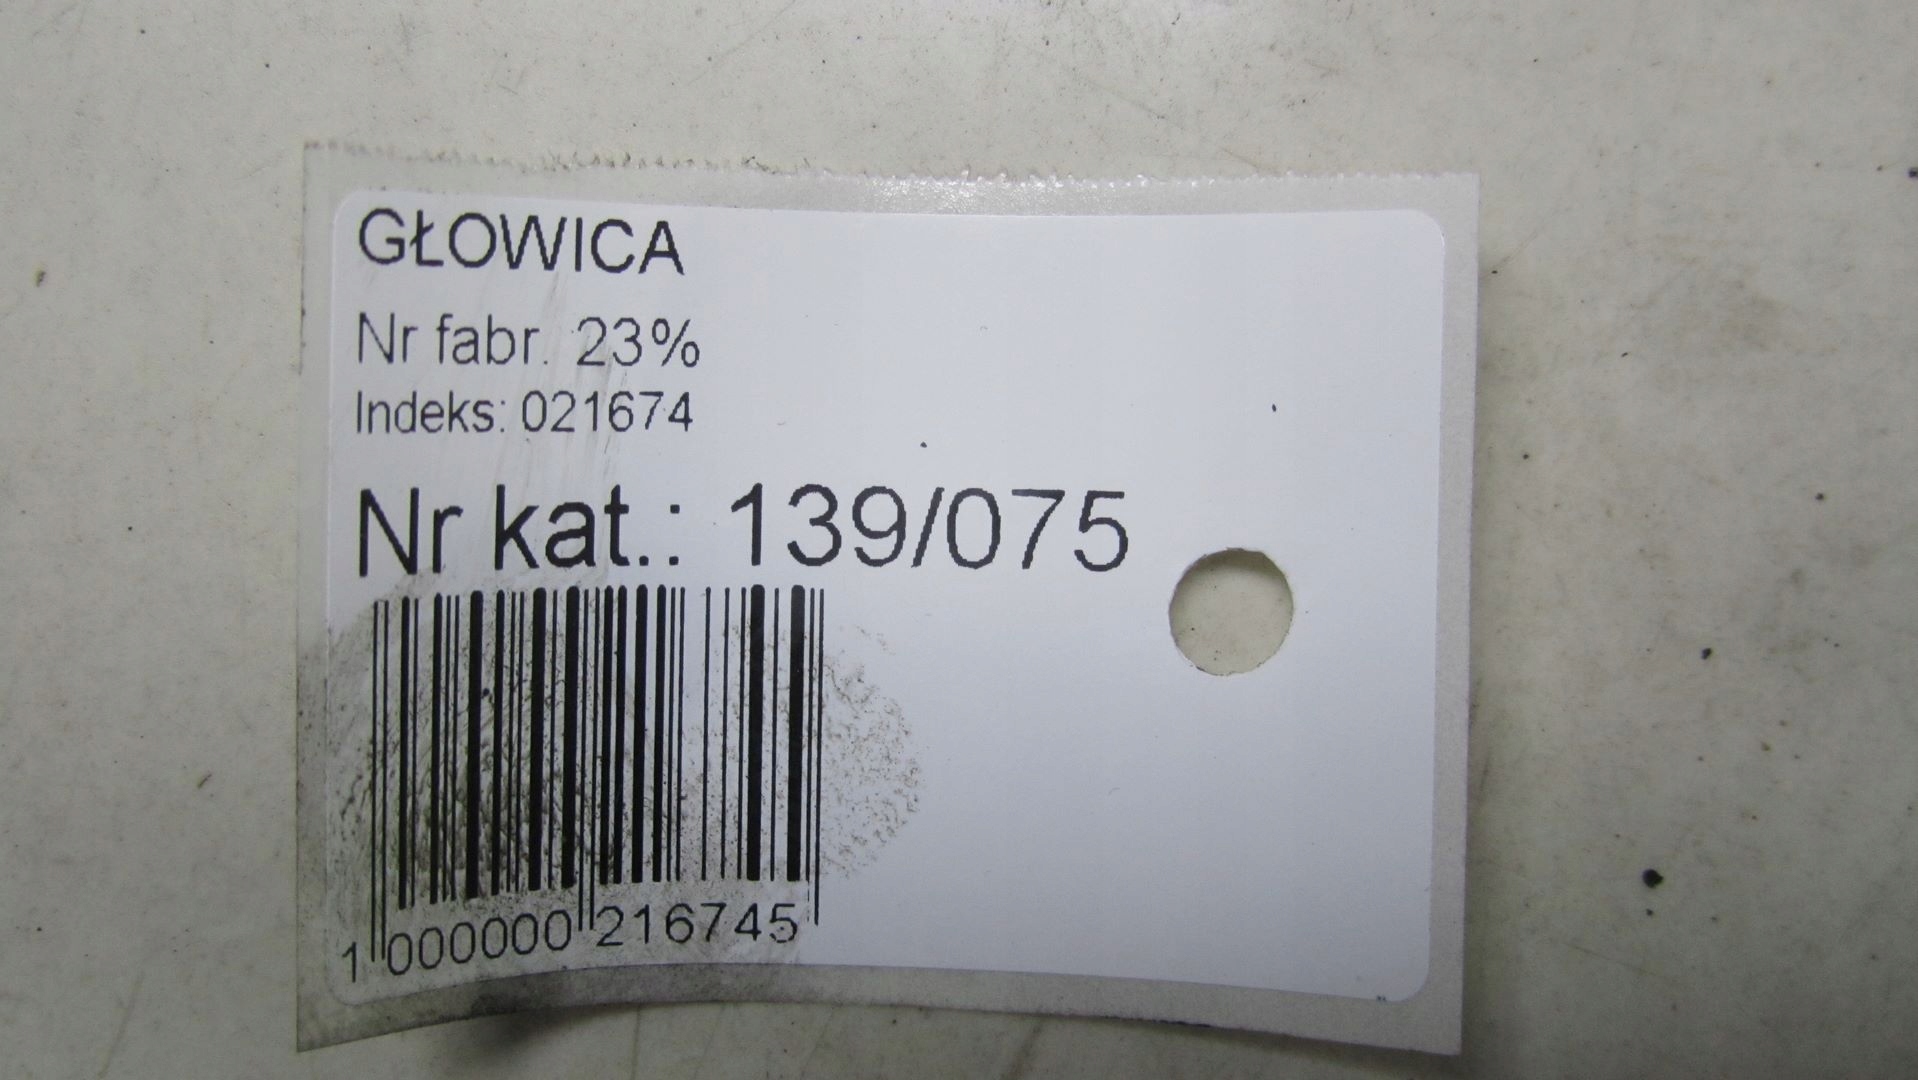 GŁOWICA
Nr fabr. 23%
Indeks: 021674
Nr kat.: 139/075
1 000000 216745